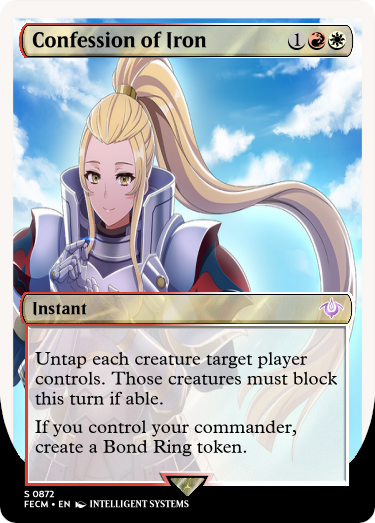 Confession of Iron 1
Instant
Untap each creature target player
controls. Those creatures must block
this turn if able.
If you control your commander,
create a Bond Ring token.
S 0872
FECM • EN INTELLIGENT SYSTEMS